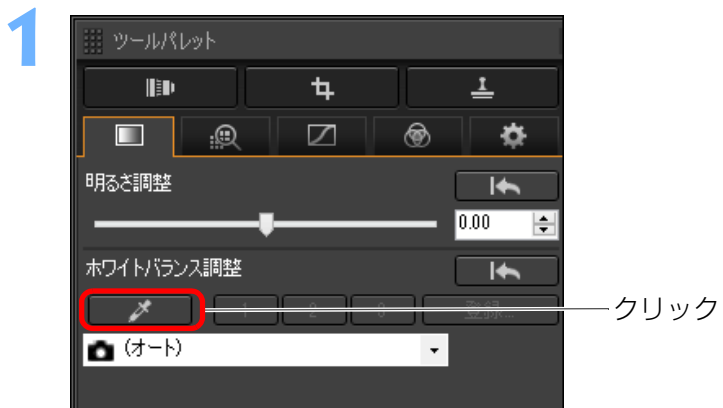 1
ツールパレット
明るさ調整
0.00
ホワイトバランス調整
1 2 3 登録...
クリック
(オート)